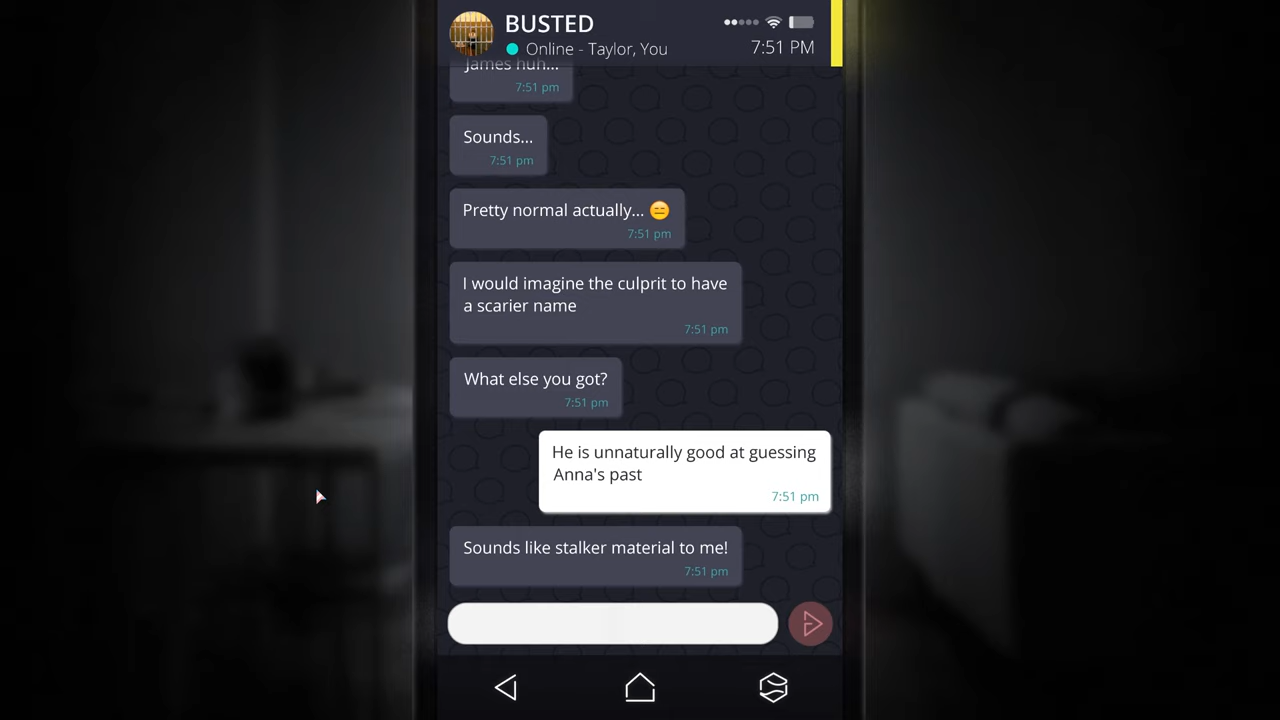 BUSTED
Online - Taylor, You
7:51 PM
James huh...
7:51 pm
Sounds...
7:51 pm
Pretty normal actually... 😑
7:51 pm
I would imagine the culprit to have
a scarier name
7:51 pm
What else you got?
7:51 pm
He is unnaturally good at guessing
Anna's past
7:51 pm
Sounds like stalker material to me!
7:51 pm